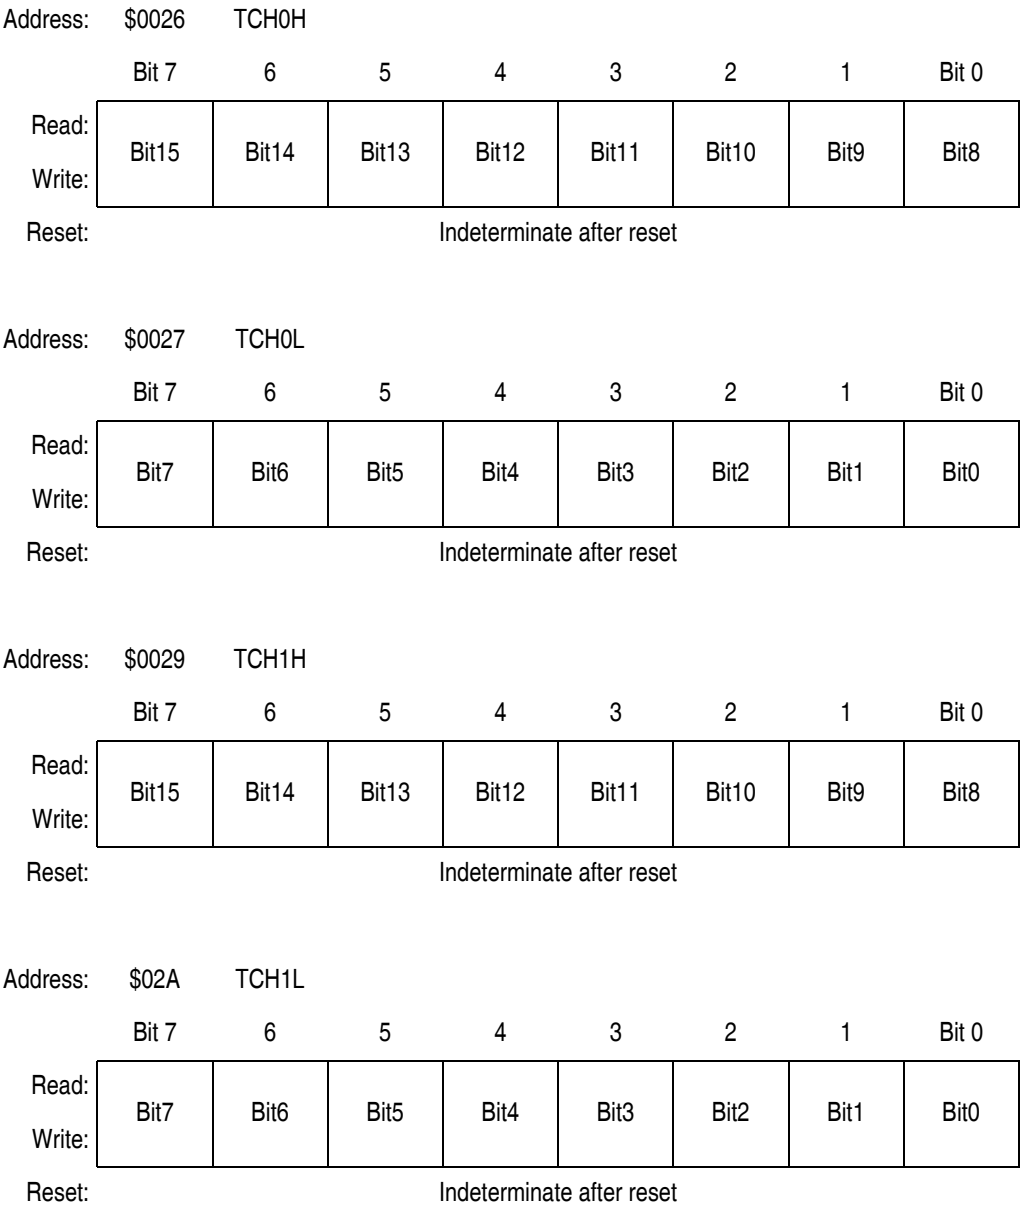 Address: $0026 TCH0H
Bit 7 6 5 4 3 2 1 Bit 0
Read:
Bit15 Bit14 Bit13 Bit12 Bit11 Bit10 Bit9 Bit8
Write:
Reset: Indeterminate after reset
Address: $0027 TCH0L
Bit 7 6 5 4 3 2 1 Bit 0
Read:
Bit7 Bit6 Bit5 Bit4 Bit3 Bit2 Bit1 Bit0
Write:
Reset: Indeterminate after reset
Address: $0029 TCH1H
Bit 7 6 5 4 3 2 1 Bit 0
Read:
Bit15 Bit14 Bit13 Bit12 Bit11 Bit10 Bit9 Bit8
Write:
Reset: Indeterminate after reset
Address: $02A TCH1L
Bit 7 6 5 4 3 2 1 Bit 0
Read:
Bit7 Bit6 Bit5 Bit4 Bit3 Bit2 Bit1 Bit0
Write:
Reset: Indeterminate after reset